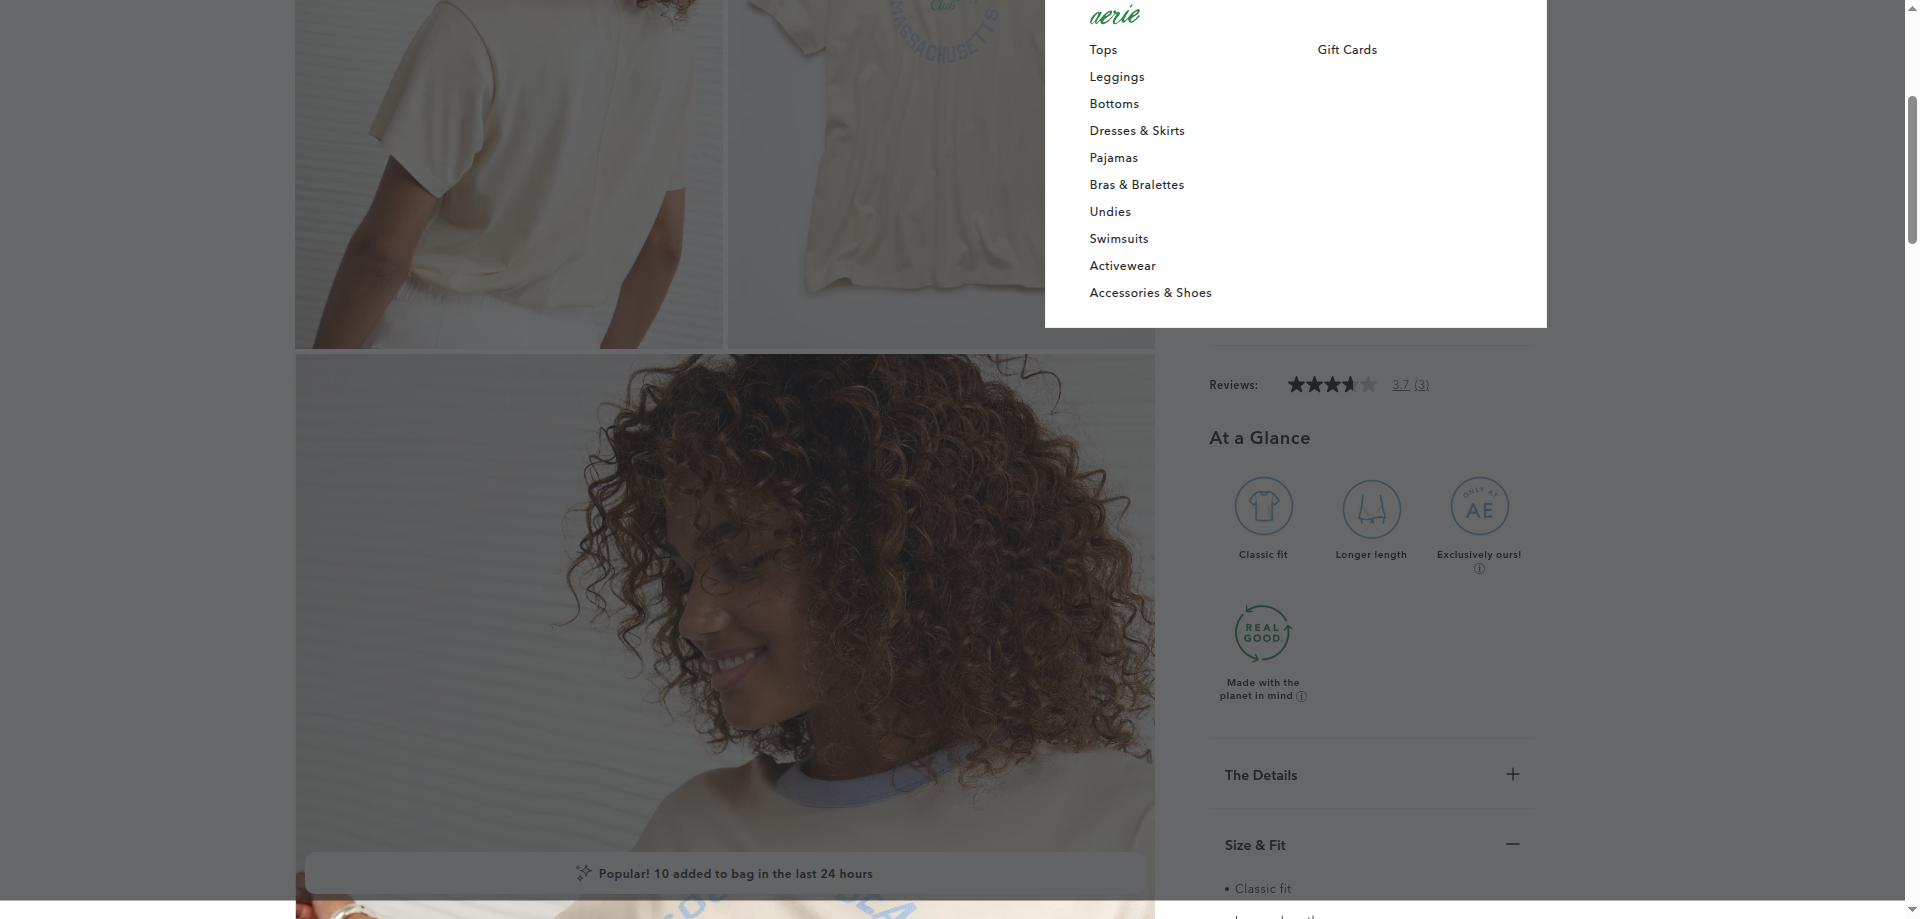 Club
MASSACHUSETTS
aerie
Tops
Gift Cards
Leggings
Bottoms
Dresses & Skirts
Pajamas
Bras & Bralettes
Undies
Swimsuits
Activewear
Accessories & Shoes
Reviews:
3.7 (3)
At a Glance
ONLY AT
AE
Classic fit
Longer length
Exclusively ours!
REAL
GOOD
Made with the
planet in mind
The Details
Size & Fit
• Classic fit
Popular! 10 added to bag in the last 24 hours